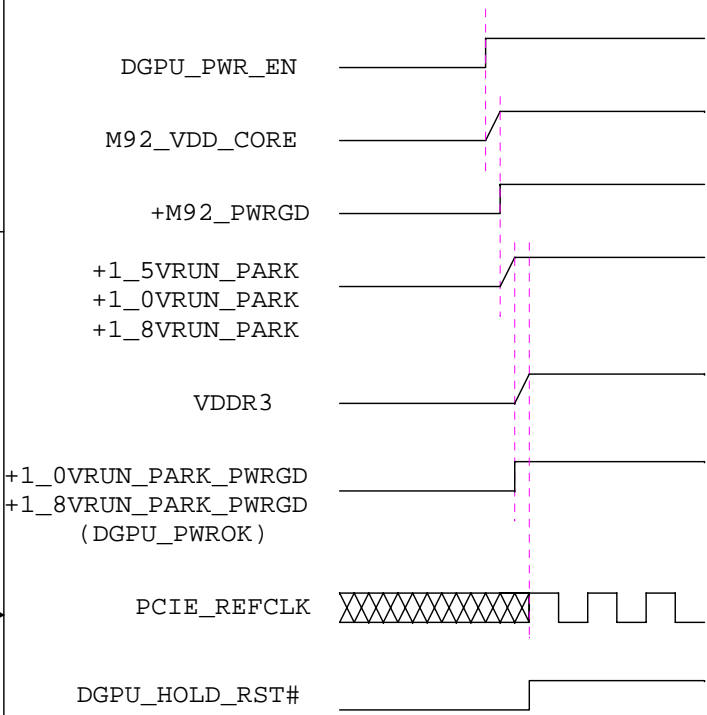 DGPU_PWR_EN
M92_VDD_CORE
+M92_PWRGD
+1_5VRUN_PARK
+1_0VRUN_PARK
+1_8VRUN_PARK
VDDR3
+1_0VRUN_PARK_PWRGD
+1_8VRUN_PARK_PWRGD
(DGPU_PWROK)
PCIE_REFCLK
DGPU_HOLD_RST#